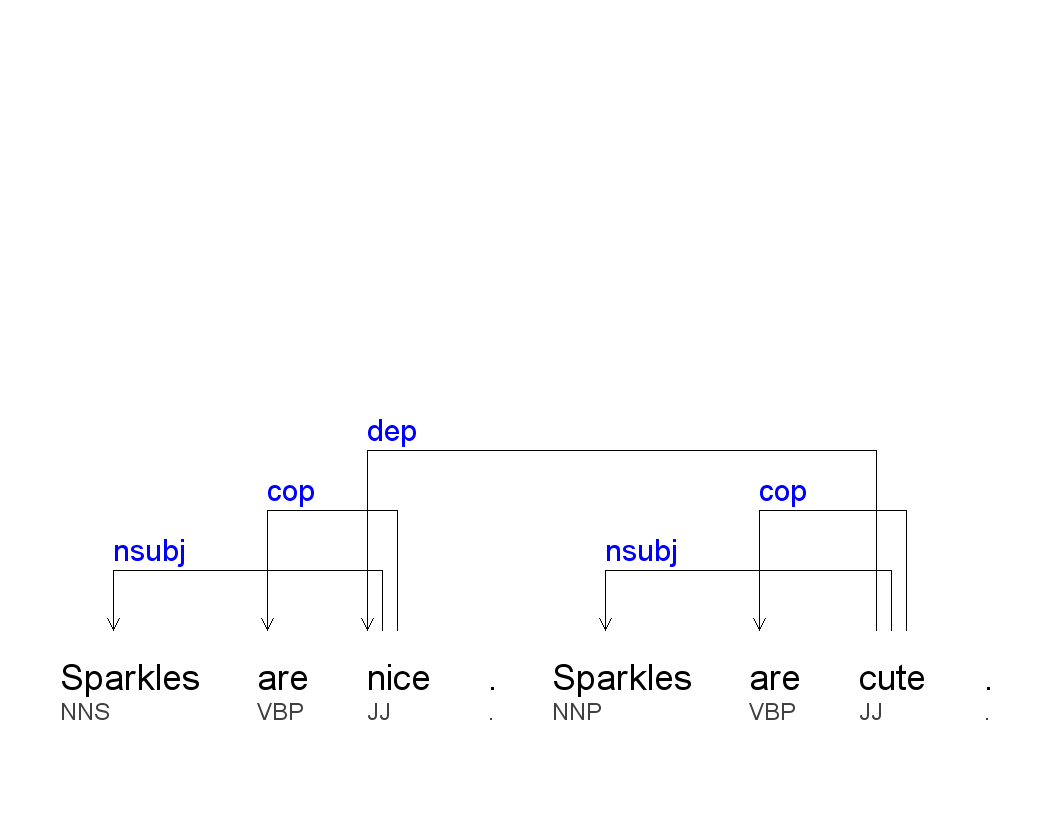 dep
cop cop
nsubj nsubj
Sparkles are nice . Sparkles are cute .
NNS VBP JJ . NNP VBP JJ .